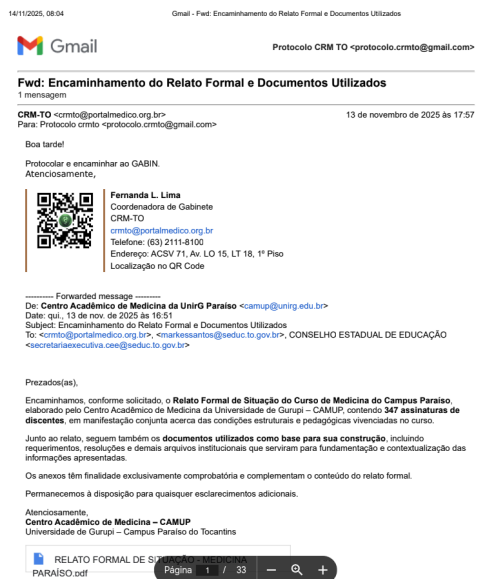 14/11/2025, 08:04
Gmail - Fwd: Encaminhamento do Relato Formal e Documentos Utilizados
Gmail
Protocolo CRM TO <protocolo.crmto@gmail.com>
Fwd: Encaminhamento do Relato Formal e Documentos Utilizados
1 mensagem
CRM-TO <crmto@portalmedico.org.br>
13 de novembro de 2025 às 17:57
Para: Protocolo crmto <protocolo.crmto@gmail.com>
Boa tarde!
Protocolar e encaminhar ao GABIN.
Atenciosamente,
Fernanda L. Lima
Coordenadora de Gabinete
CRM-TO
crmto@portalmedico.org.br
Telefone: (63) 2111-8100
Endereço: ACSV 71, Av. LO 15, LT 18, 1º Piso
Localização no QR Code
---------- Forwarded message ---------
De: Centro Acadêmico de Medicina da UnirG Paraíso <camup@unirg.edu.br>
Date: qui., 13 de nov. de 2025 às 16:51
Subject: Encaminhamento do Relato Formal e Documentos Utilizados
To: <crmto@portalmedico.org.br>, <markessantos@seduc.to.gov.br>, CONSELHO ESTADUAL DE EDUCAÇÃO
<secretariaexecutiva.cee@seduc.to.gov.br>
Prezados(as),
Encaminhamos, conforme solicitado, o Relato Formal de Situação do Curso de Medicina do Campus Paraíso,
elaborado pelo Centro Acadêmico de Medicina da Universidade de Gurupi – CAMUP, contendo 347 assinaturas de
discentes, em manifestação conjunta acerca das condições estruturais e pedagógicas vivenciadas no curso.
Junto ao relato, seguem também os documentos utilizados como base para sua construção, incluindo
requerimentos, resoluções e demais arquivos institucionais que serviram para fundamentação e contextualização das
informações apresentadas.
Os anexos têm finalidade exclusivamente comprobatória e complementam o conteúdo do relato formal.
Permanecemos à disposição para quaisquer esclarecimentos adicionais.
Atenciosamente,
Centro Acadêmico de Medicina – CAMUP
Universidade de Gurupi – Campus Paraíso do Tocantins
RELATO FORMAL DE SITUAÇÃO - MEDICINA
PARAÍSO.pdf
Página 1 / 33